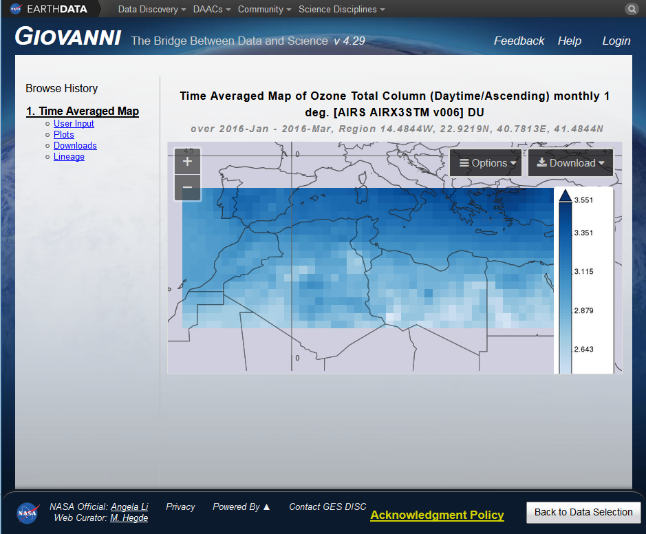 NASA EARTHDATA Data Discovery DAACs Community Science Disciplines
GIOVANNI The Bridge Between Data and Science v 4.29 Feedback Help Login
Browse History
1. Time Averaged Map
User Input
Plots
Downloads
Lineage
Time Averaged Map of Ozone Total Column (Daytime/Ascending) monthly 1
deg. [AIRS AIRX3STM v006] DU
over 2016-Jan - 2016-Mar, Region 14.4844W, 22.9219N, 40.7813E, 41.4844N
+
−
0
Options
Download
3.551
3.351
3.115
2.879
2.643
0
NASA
NASA Official: Angela Li Privacy Powered By ▲ Contact GES DISC
Web Curator: M. Hegde
Acknowledgment Policy
Back to Data Selection